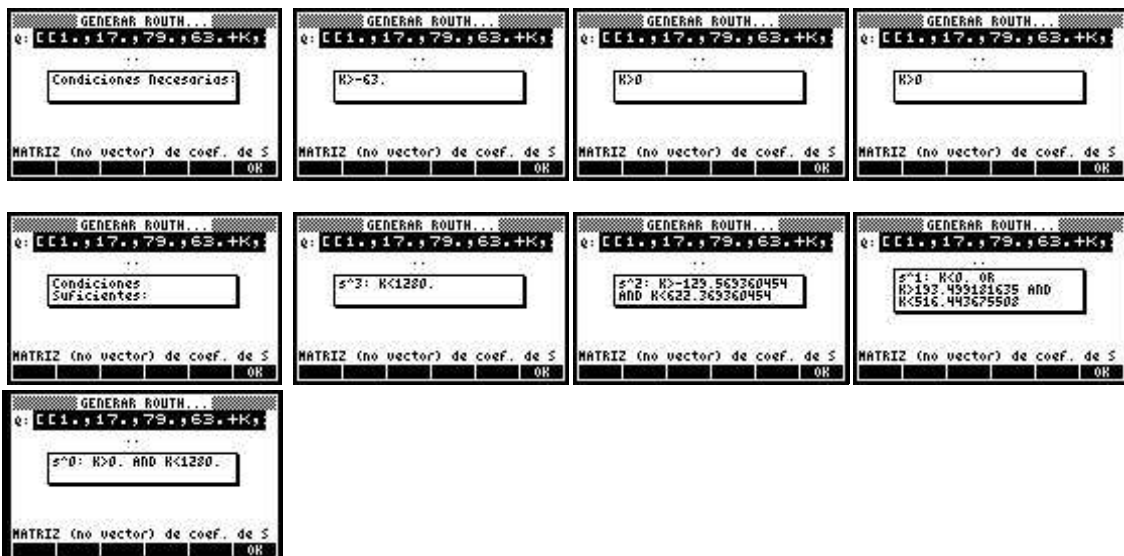 GENERAR ROUTH...
Q: [[1.,17.,79.,63.+K,:
..
Condiciones Necesarias:
MATRIZ (no vector) de coef. de S
OK
GENERAR ROUTH...
Q: [[1.,17.,79.,63.+K,:
..
K>-63.
MATRIZ (no vector) de coef. de S
OK
GENERAR ROUTH...
Q: [[1.,17.,79.,63.+K,:
..
K>0
MATRIZ (no vector) de coef. de S
OK
GENERAR ROUTH...
Q: [[1.,17.,79.,63.+K,:
..
K>0
MATRIZ (no vector) de coef. de S
OK
GENERAR ROUTH...
Q: [[1.,17.,79.,63.+K,:
..
Condiciones
Suficientes:
MATRIZ (no vector) de coef. de S
OK
GENERAR ROUTH...
Q: [[1.,17.,79.,63.+K,:
..
s^3: K<1280.
MATRIZ (no vector) de coef. de S
OK
GENERAR ROUTH...
Q: [[1.,17.,79.,63.+K,:
..
s^2: K>-129.569360454
AND K<622.369360454
MATRIZ (no vector) de coef. de S
OK
GENERAR ROUTH...
Q: [[1.,17.,79.,63.+K,:
..
s^1: K<0. OR
K>193.499181635 AND
K<516.443675508
MATRIZ (no vector) de coef. de S
OK
GENERAR ROUTH...
Q: [[1.,17.,79.,63.+K,:
..
s^0: K>0. AND K<1280.
MATRIZ (no vector) de coef. de S
OK